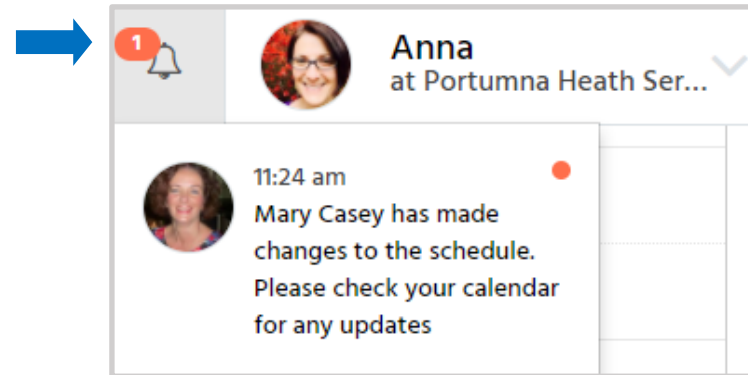 1
Anna
at Portumna Heath Ser...
11:24 am
Mary Casey has made
changes to the schedule.
Please check your calendar
for any updates